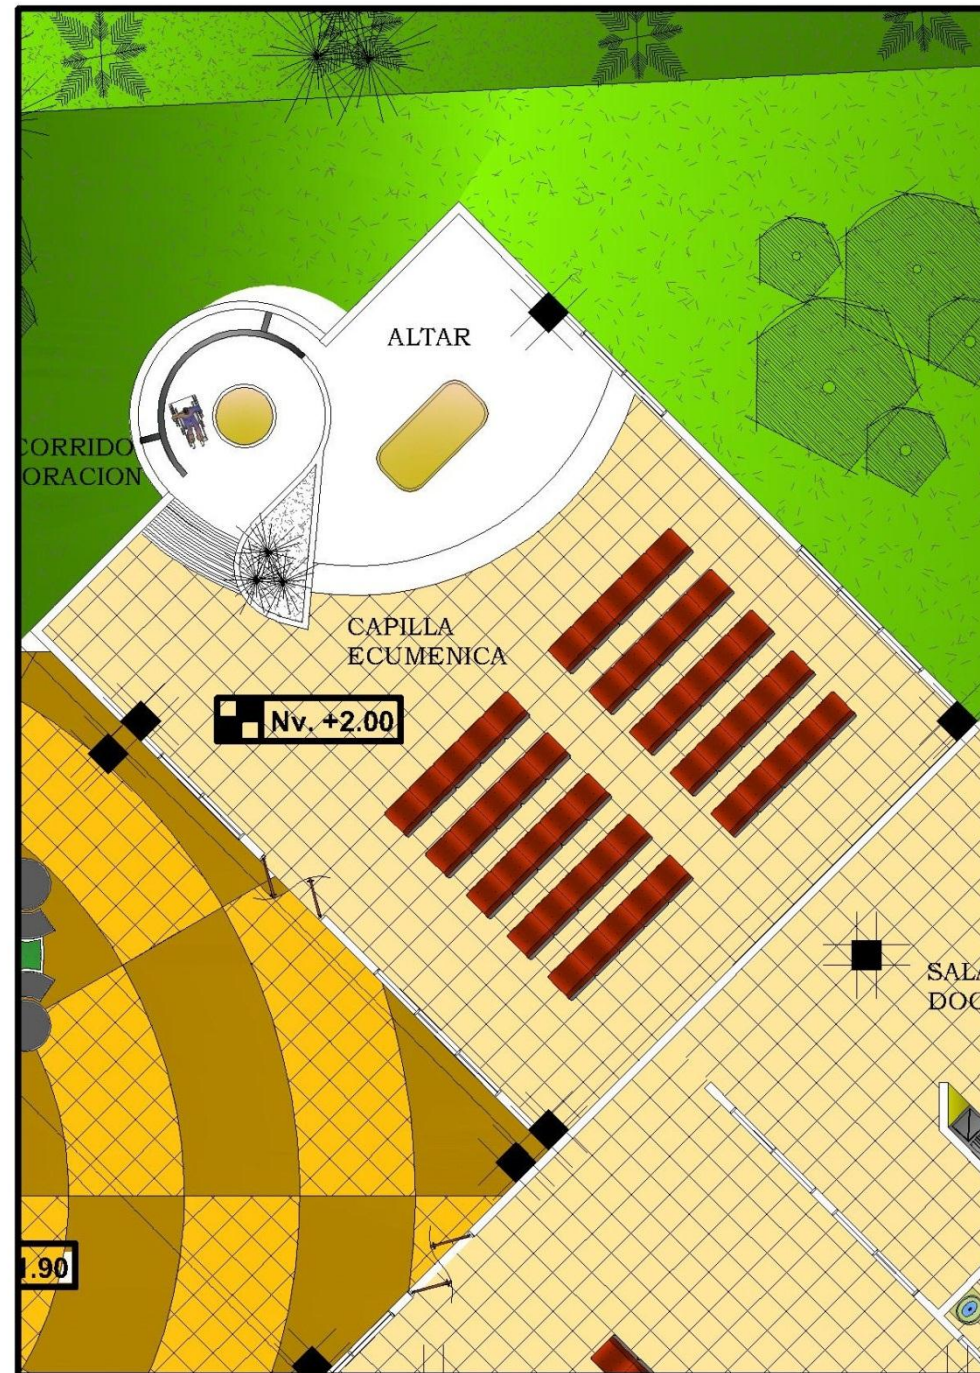 ALTAR
CORRIDO
ORACION
CAPILLA
ECUMENICA
Nv. +2.00
SALA
DOC
.90